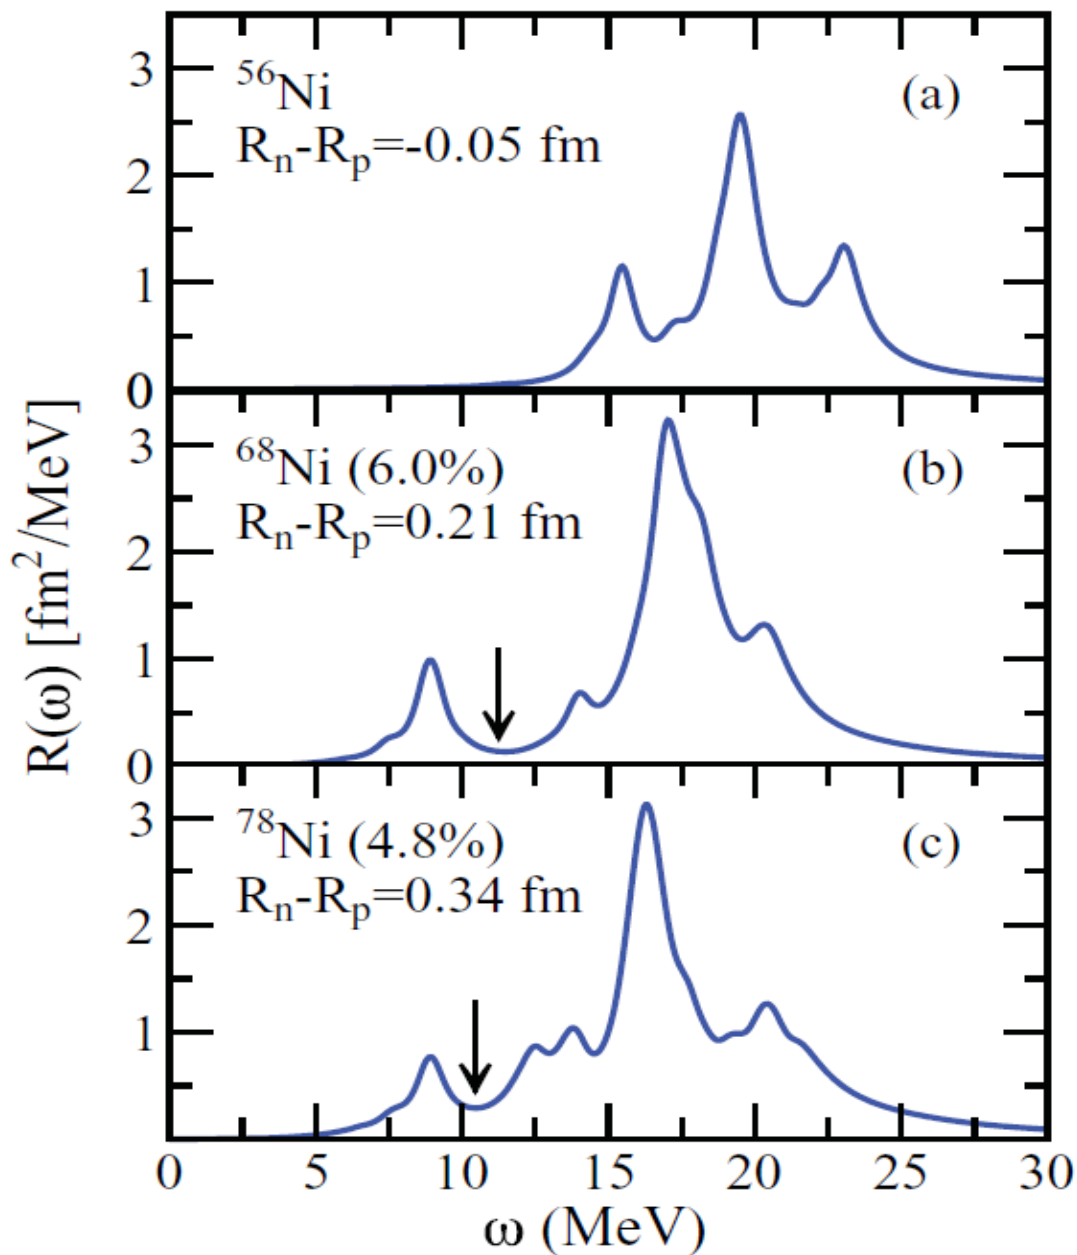 3
2
1
0
⁵⁶Ni
Rₙ-Rₚ=-0.05 fm
(a)
3
2
1
0
⁶⁸Ni (6.0%)
Rₙ-Rₚ=0.21 fm
(b)
3
2
1
⁷⁸Ni (4.8%)
Rₙ-Rₚ=0.34 fm
(c)
R(ω) [fm²/MeV]
0 5 10 15 20 25 30
ω (MeV)